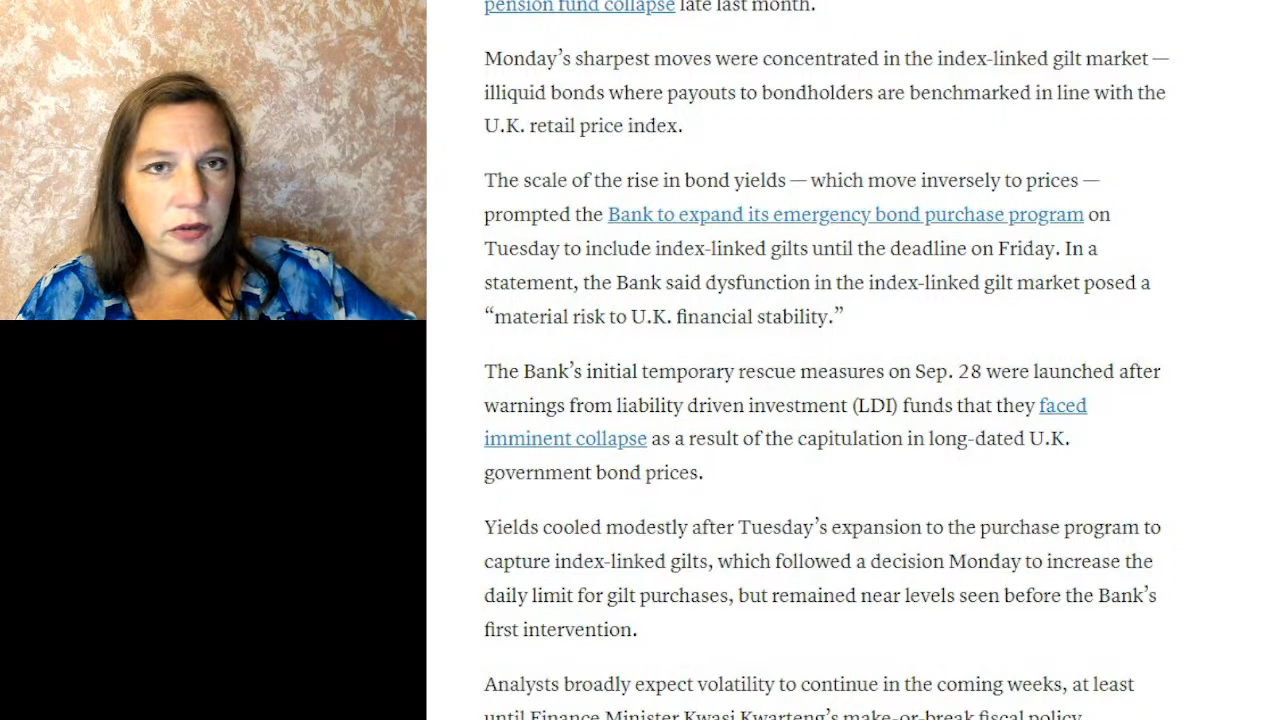 pension fund collapse late last month.
Monday’s sharpest moves were concentrated in the index-linked gilt market —
illiquid bonds where payouts to bondholders are benchmarked in line with the
U.K. retail price index.
The scale of the rise in bond yields — which move inversely to prices —
prompted the Bank to expand its emergency bond purchase program on
Tuesday to include index-linked gilts until the deadline on Friday. In a
statement, the Bank said dysfunction in the index-linked gilt market posed a
“material risk to U.K. financial stability.”
The Bank’s initial temporary rescue measures on Sep. 28 were launched after
warnings from liability driven investment (LDI) funds that they faced
imminent collapse as a result of the capitulation in long-dated U.K.
government bond prices.
Yields cooled modestly after Tuesday’s expansion to the purchase program to
capture index-linked gilts, which followed a decision Monday to increase the
daily limit for gilt purchases, but remained near levels seen before the Bank’s
first intervention.
Analysts broadly expect volatility to continue in the coming weeks, at least
until Finance Minister Kwasi Kwarteng’s make-or-break fiscal policy